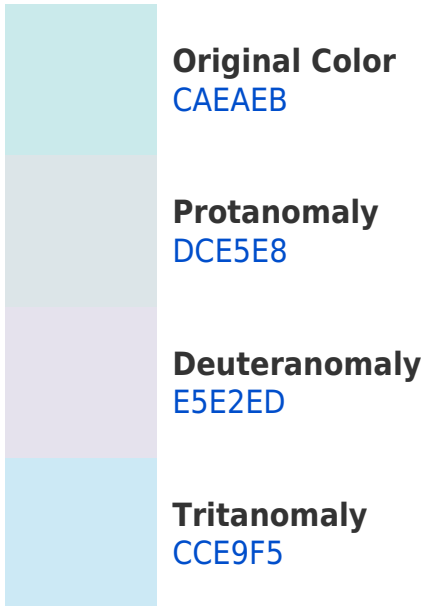 Original Color
CAEAEB
Protanomaly
DCE5E8
Deuteranomaly
E5E2ED
Tritanomaly
CCE9F5